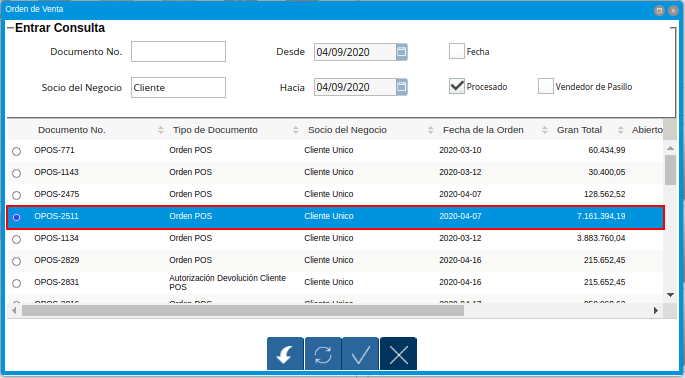 Orden de Venta
Entrar Consulta
Documento No. Desde 04/09/2020 Fecha
Socio del Negocio Cliente Hacia 04/09/2020 Procesado Vendedor de Pasillo
Documento No. Tipo de Documento Socio del Negocio Fecha de la Orden Gran Total Abierto
OPOS-771 Orden POS Cliente Unico 2020-03-10 60.434,99
OPOS-1143 Orden POS Cliente Unico 2020-03-12 30.400,05
OPOS-2475 Orden POS Cliente Unico 2020-04-07 128.562,52
OPOS-2511 Orden POS Cliente Unico 2020-04-07 7.161.394,19
OPOS-1134 Orden POS Cliente Unico 2020-03-12 3.883.760,04
OPOS-2829 Orden POS Cliente Unico 2020-04-16 215.652,45
OPOS-2831 Autorización Devolución Cliente POS Cliente Unico 2020-04-16 215.652,45
Orden POS Cliente Unico 2020-04-17